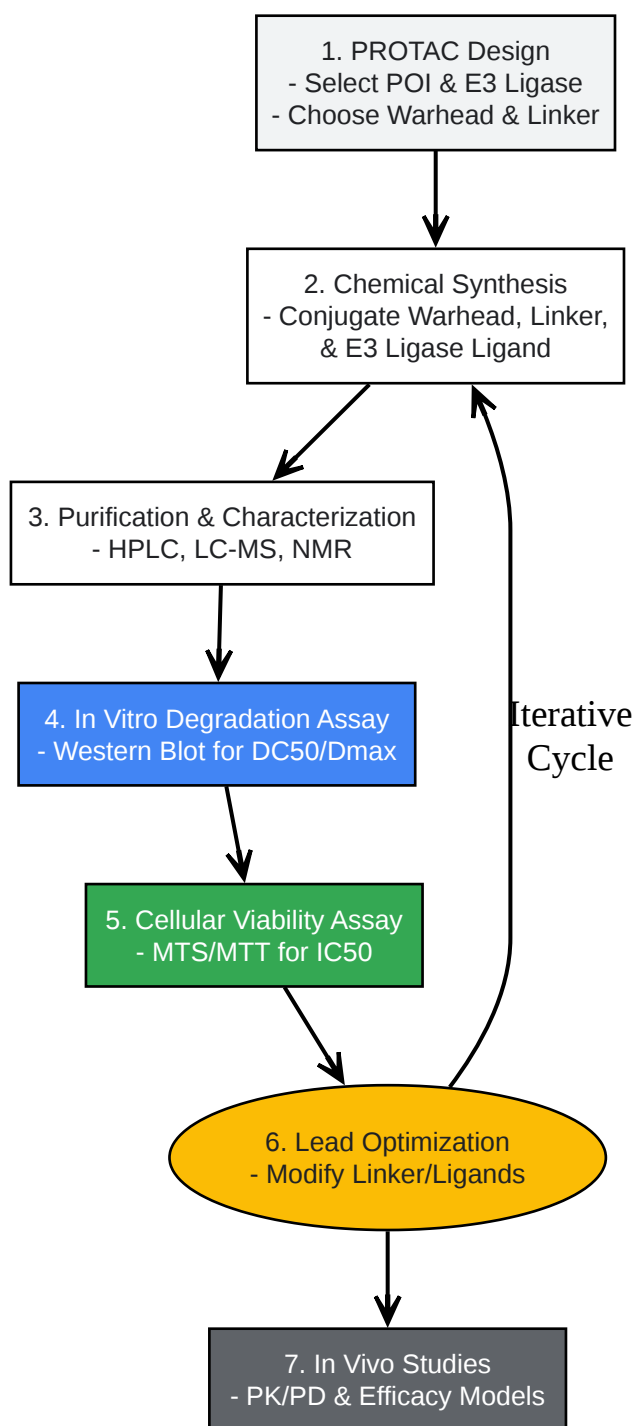 1. PROTAC Design
- Select POI & E3 Ligase
- Choose Warhead & Linker
2. Chemical Synthesis
- Conjugate Warhead, Linker,
& E3 Ligase Ligand
3. Purification & Characterization
- HPLC, LC-MS, NMR
4. In Vitro Degradation Assay
- Western Blot for DC50/Dmax
Iterative
Cycle
5. Cellular Viability Assay
- MTS/MTT for IC50
6. Lead Optimization
- Modify Linker/Ligands
7. In Vivo Studies
- PK/PD & Efficacy Models